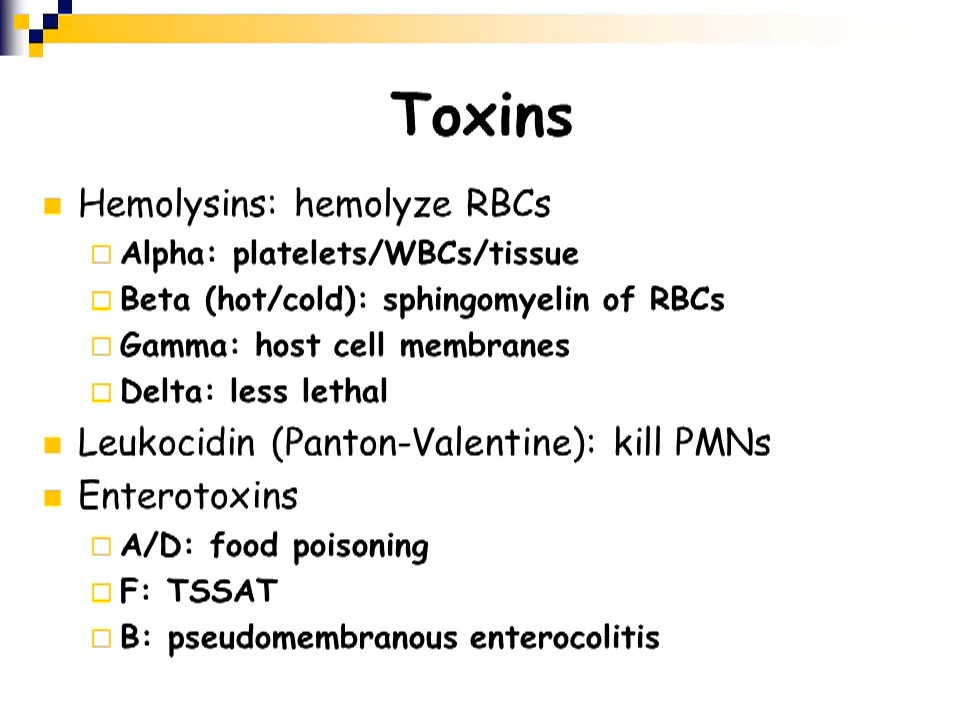 Toxins
Hemolysins: hemolyze RBCs
Alpha: platelets/WBCs/tissue
Beta (hot/cold): sphingomyelin of RBCs
Gamma: host cell membranes
Delta: less lethal
Leukocidin (Panton-Valentine): kill PMNs
Enterotoxins
A/D: food poisoning
F: TSSAT
B: pseudomembranous enterocolitis